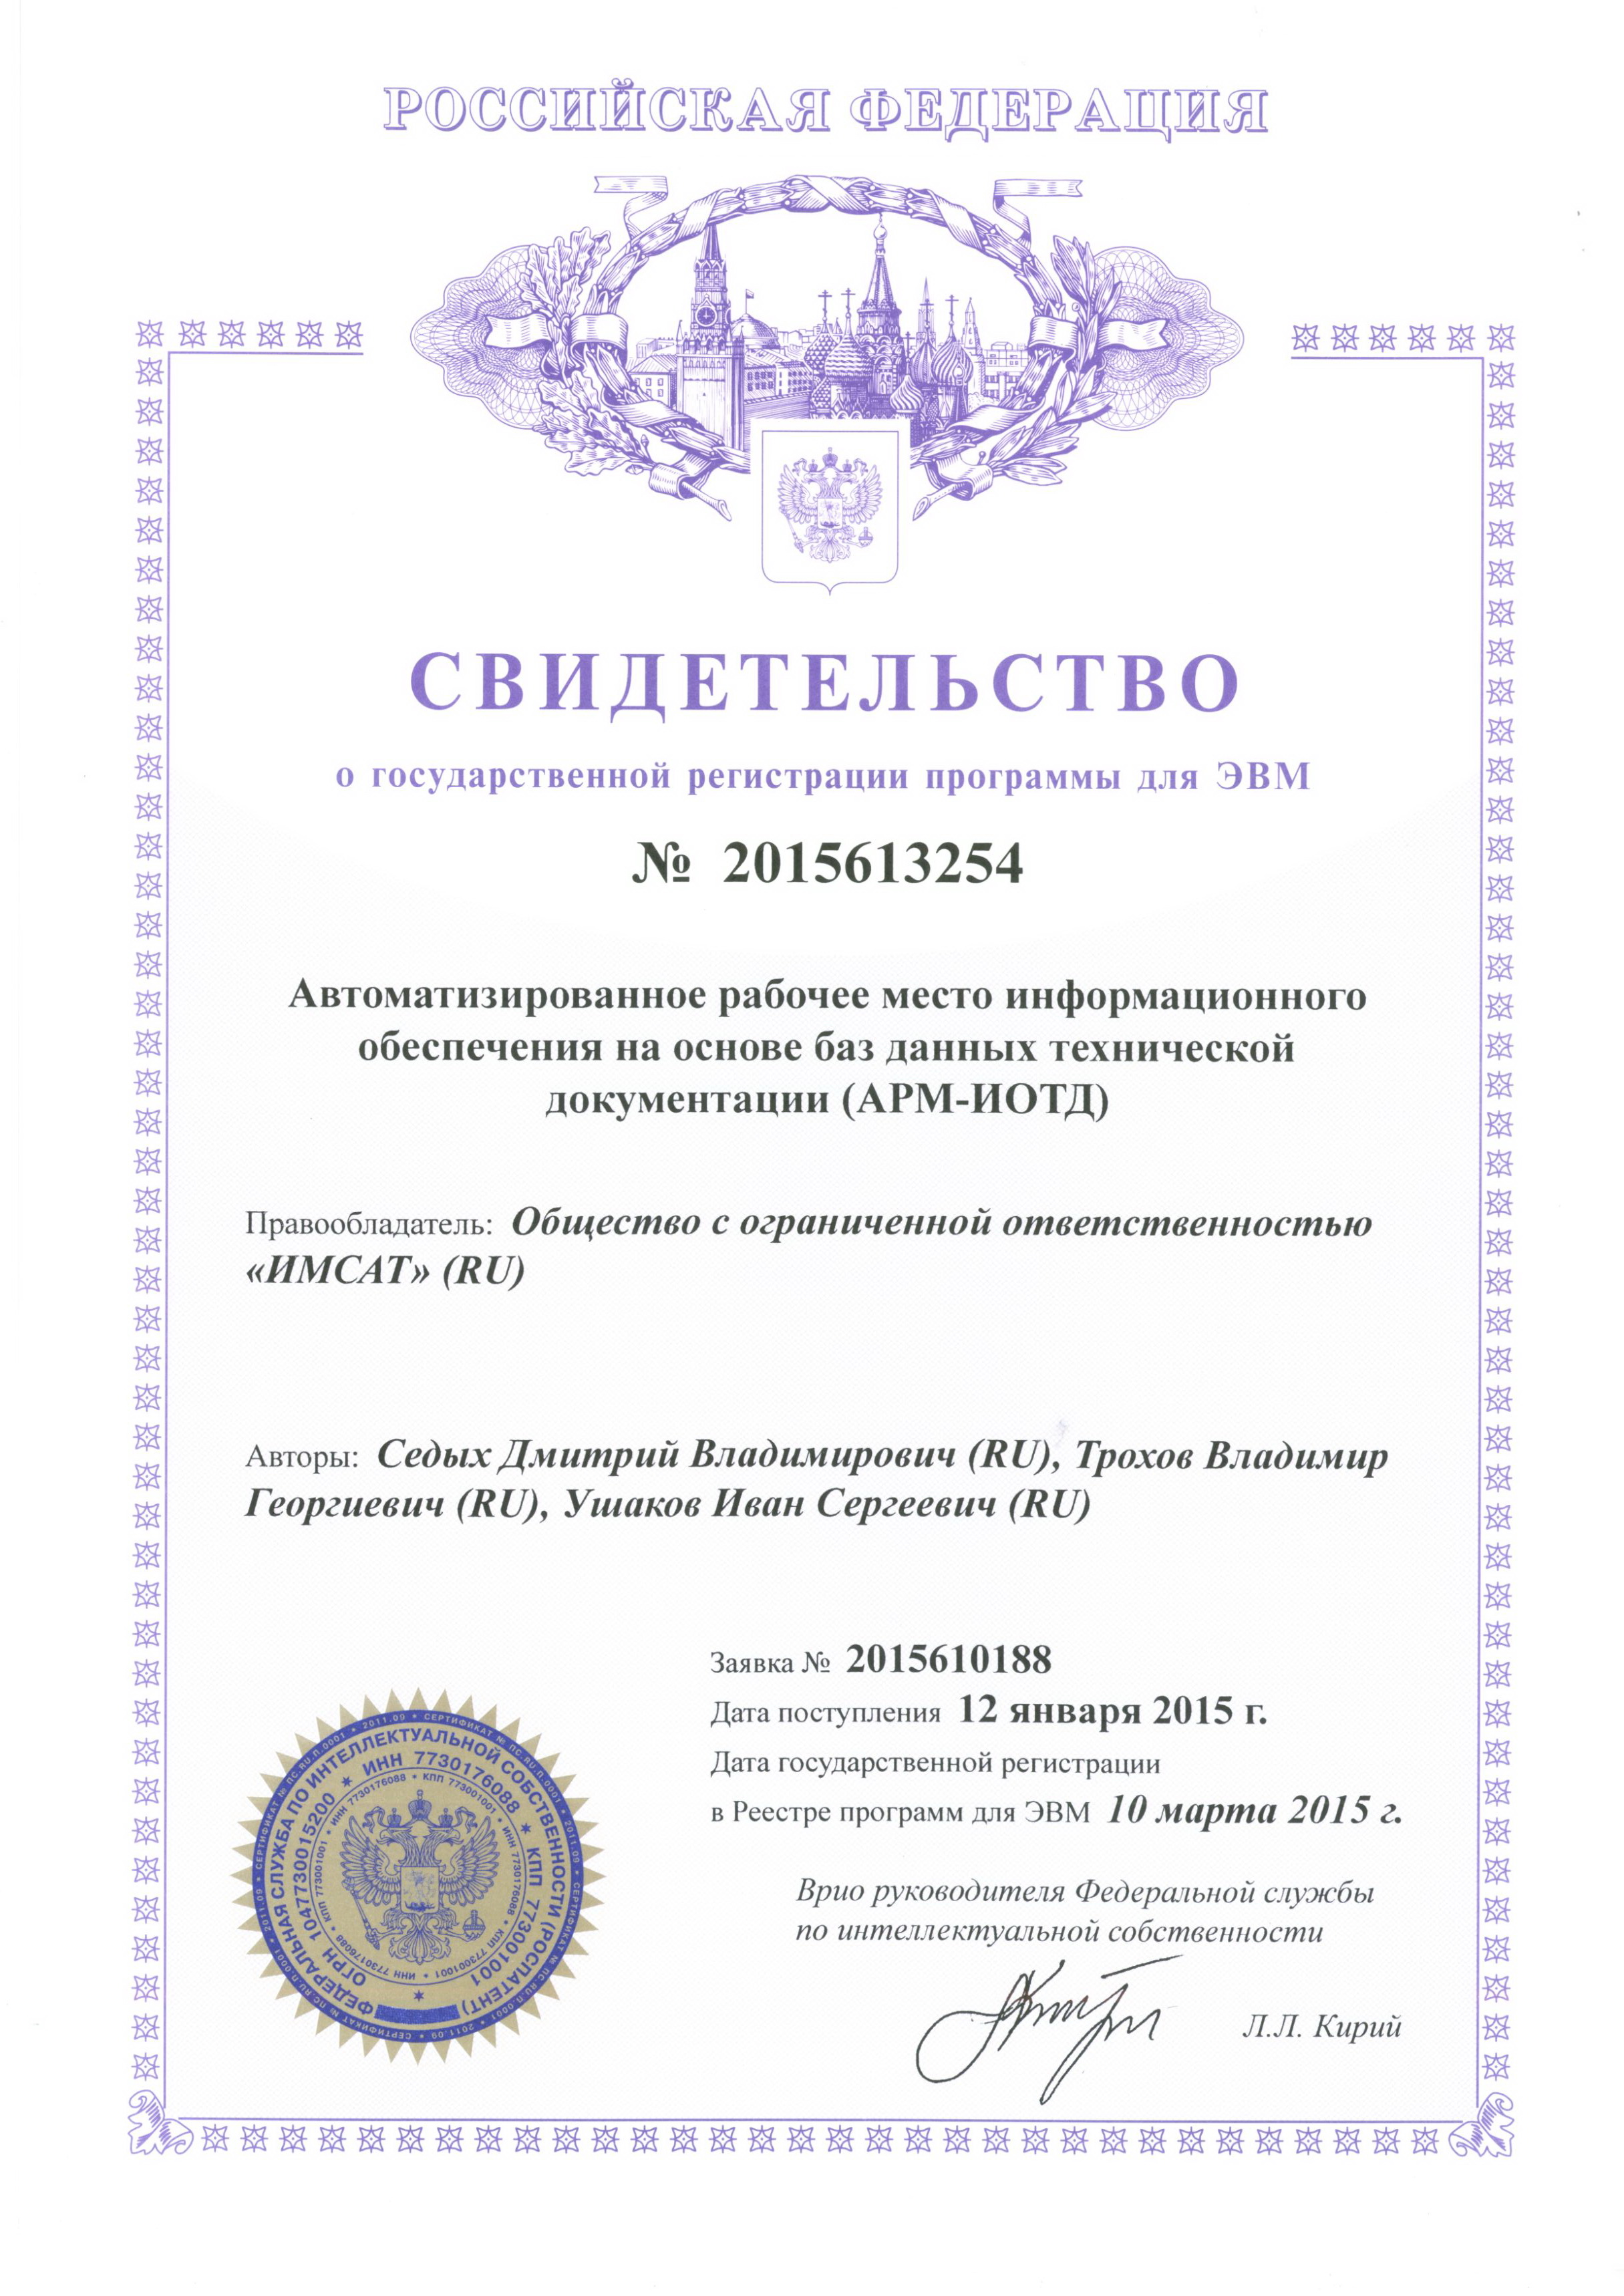 РОССИЙСКАЯ ФЕДЕРАЦИЯ
СВИДЕТЕЛЬСТВО
о государственной регистрации программы для ЭВМ
№ 2015613254
Автоматизированное рабочее место информационного
обеспечения на основе баз данных технической
документации (АРМ-ИОТД)
Правообладатель: Общество с ограниченной ответственностью
«ИМСАТ» (RU)
Авторы: Седых Дмитрий Владимирович (RU), Трохов Владимир
Георгиевич (RU), Ушаков Иван Сергеевич (RU)
Заявка № 2015610188
Дата поступления 12 января 2015 г.
Дата государственной регистрации
в Реестре программ для ЭВМ 10 марта 2015 г.
Врио руководителя Федеральной службы
по интеллектуальной собственности
Л.Л. Кирий
ФЕДЕРАЛЬНАЯ СЛУЖБА ПО ИНТЕЛЛЕКТУАЛЬНОЙ СОБСТВЕННОСТИ (РОСПАТЕНТ)
ОГРН 1047730015200 * ИНН 7730176088 * КПП 773001001